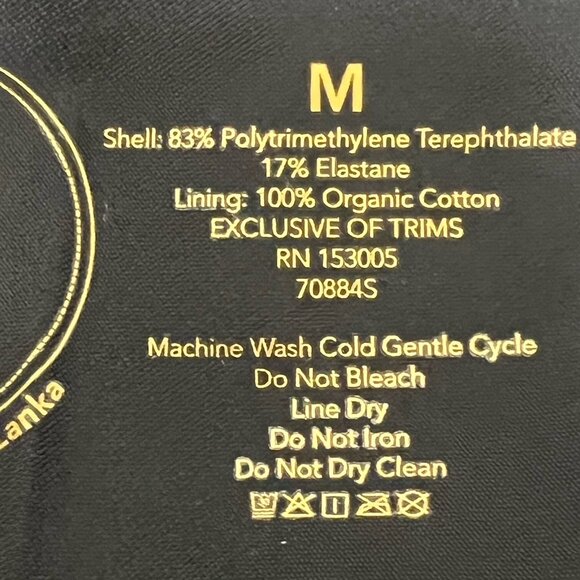 M
Shell: 83% Polytrimethylene Terephthalate
17% Elastane
Lining: 100% Organic Cotton
EXCLUSIVE OF TRIMS
RN 153005
70884S
Machine Wash Cold Gentle Cycle
Do Not Bleach
Line Dry
Do Not Iron
Do Not Dry Clean
Lanka